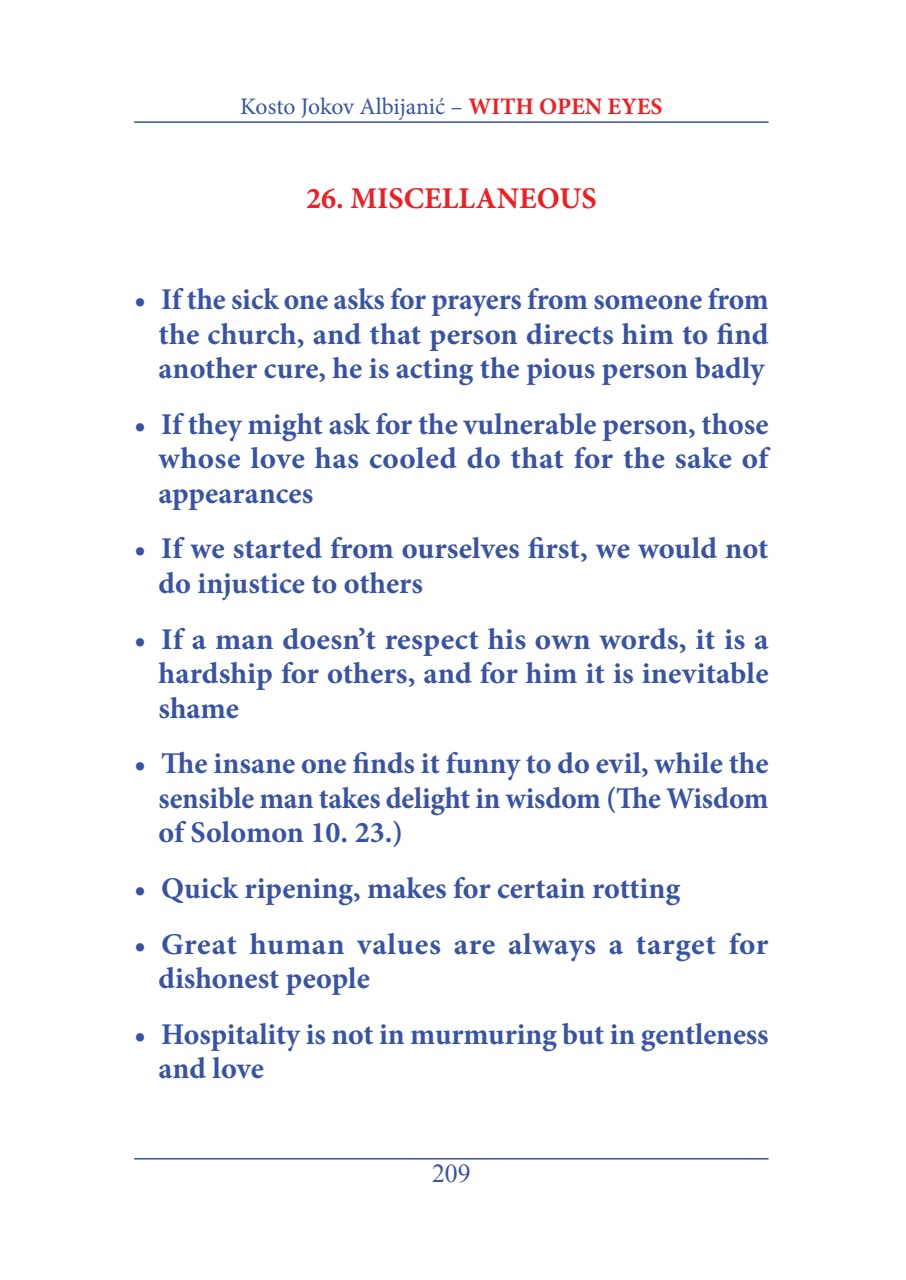 Kosto Jokov Albijanić – WITH OPEN EYES
26. MISCELLANEOUS
• If the sick one asks for prayers from someone from
the church, and that person directs him to find
another cure, he is acting the pious person badly
• If they might ask for the vulnerable person, those
whose love has cooled do that for the sake of
appearances
• If we started from ourselves first, we would not
do injustice to others
• If a man doesn’t respect his own words, it is a
hardship for others, and for him it is inevitable
shame
• The insane one finds it funny to do evil, while the
sensible man takes delight in wisdom (The Wisdom
of Solomon 10. 23.)
• Quick ripening, makes for certain rotting
• Great human values are always a target for
dishonest people
• Hospitality is not in murmuring but in gentleness
and love
209